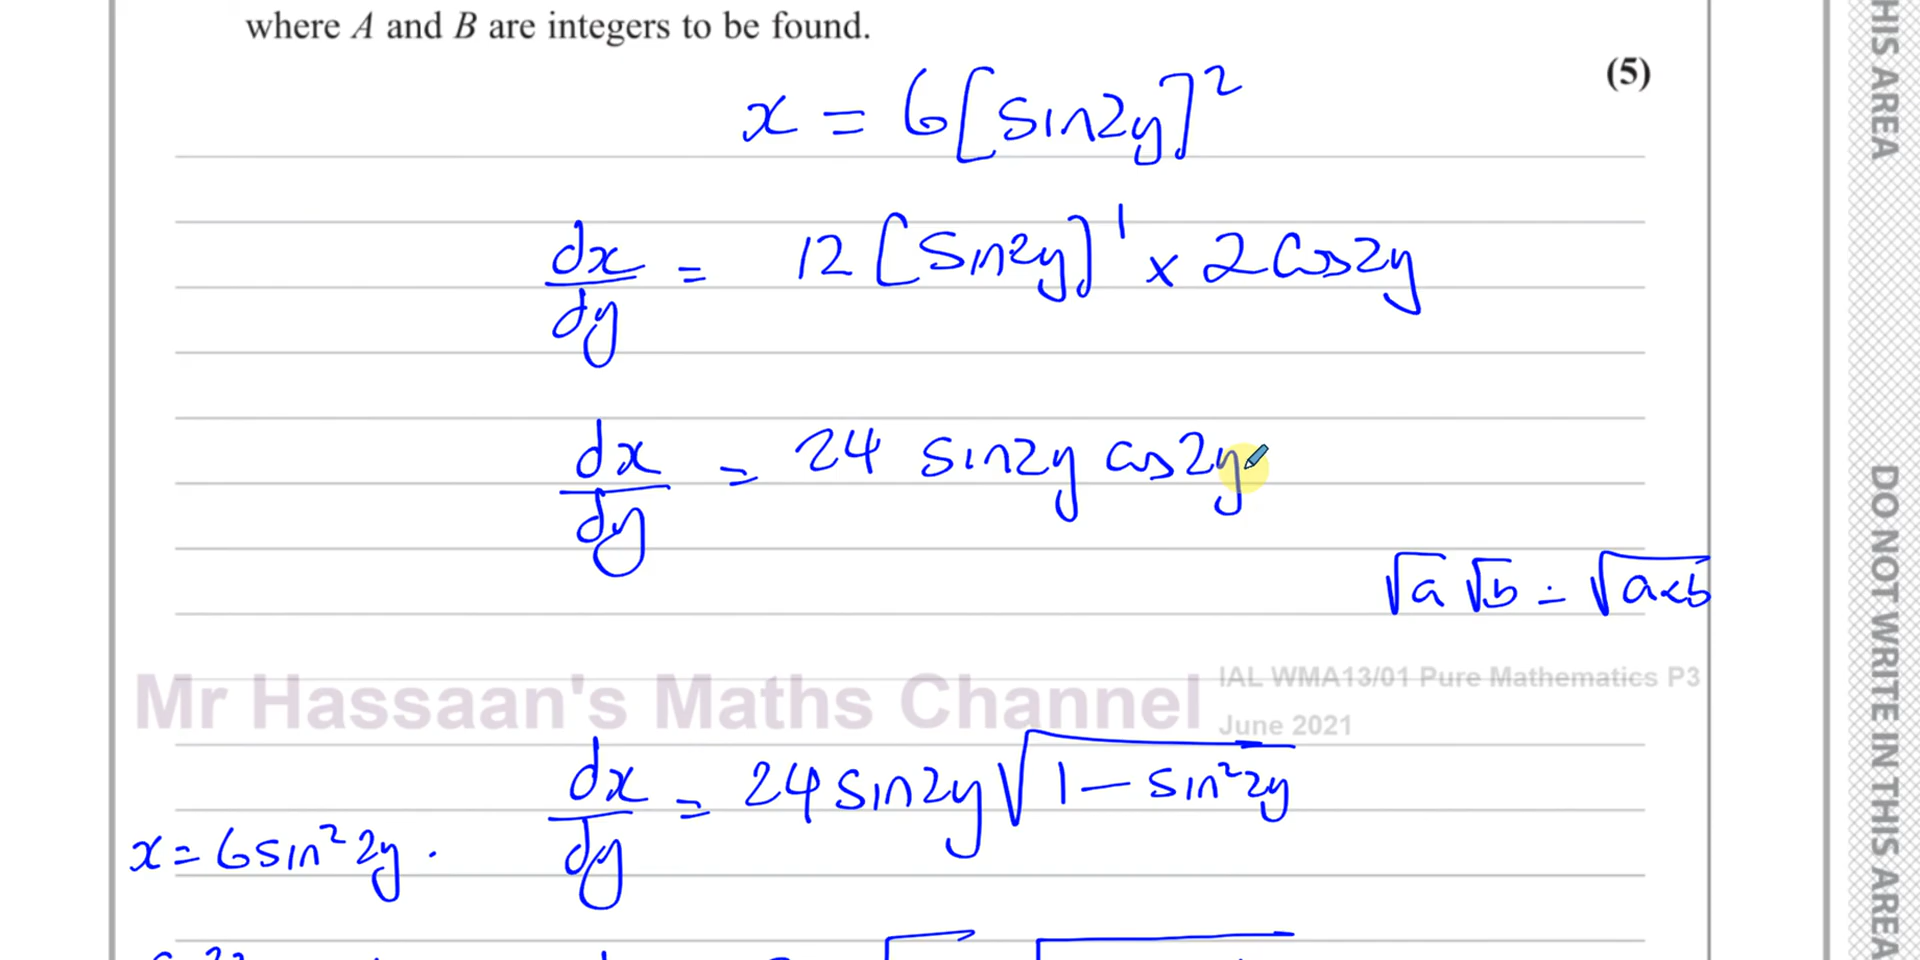 where A and B are integers to be found.
(5)
x = 6[sin2y]²
dx/dy = 12[sin2y]¹ × 2cos2y
dx/dy = 24 sin2y cos2y
√a √b = √a×b
Mr Hassaan's Maths Channel
IAL WMA13/01 Pure Mathematics P3
June 2021
dx/dy = 24sin2y√1 – sin²2y
x = 6sin²2y.
HIS AREA
DO NOT WRITE IN THIS AREA